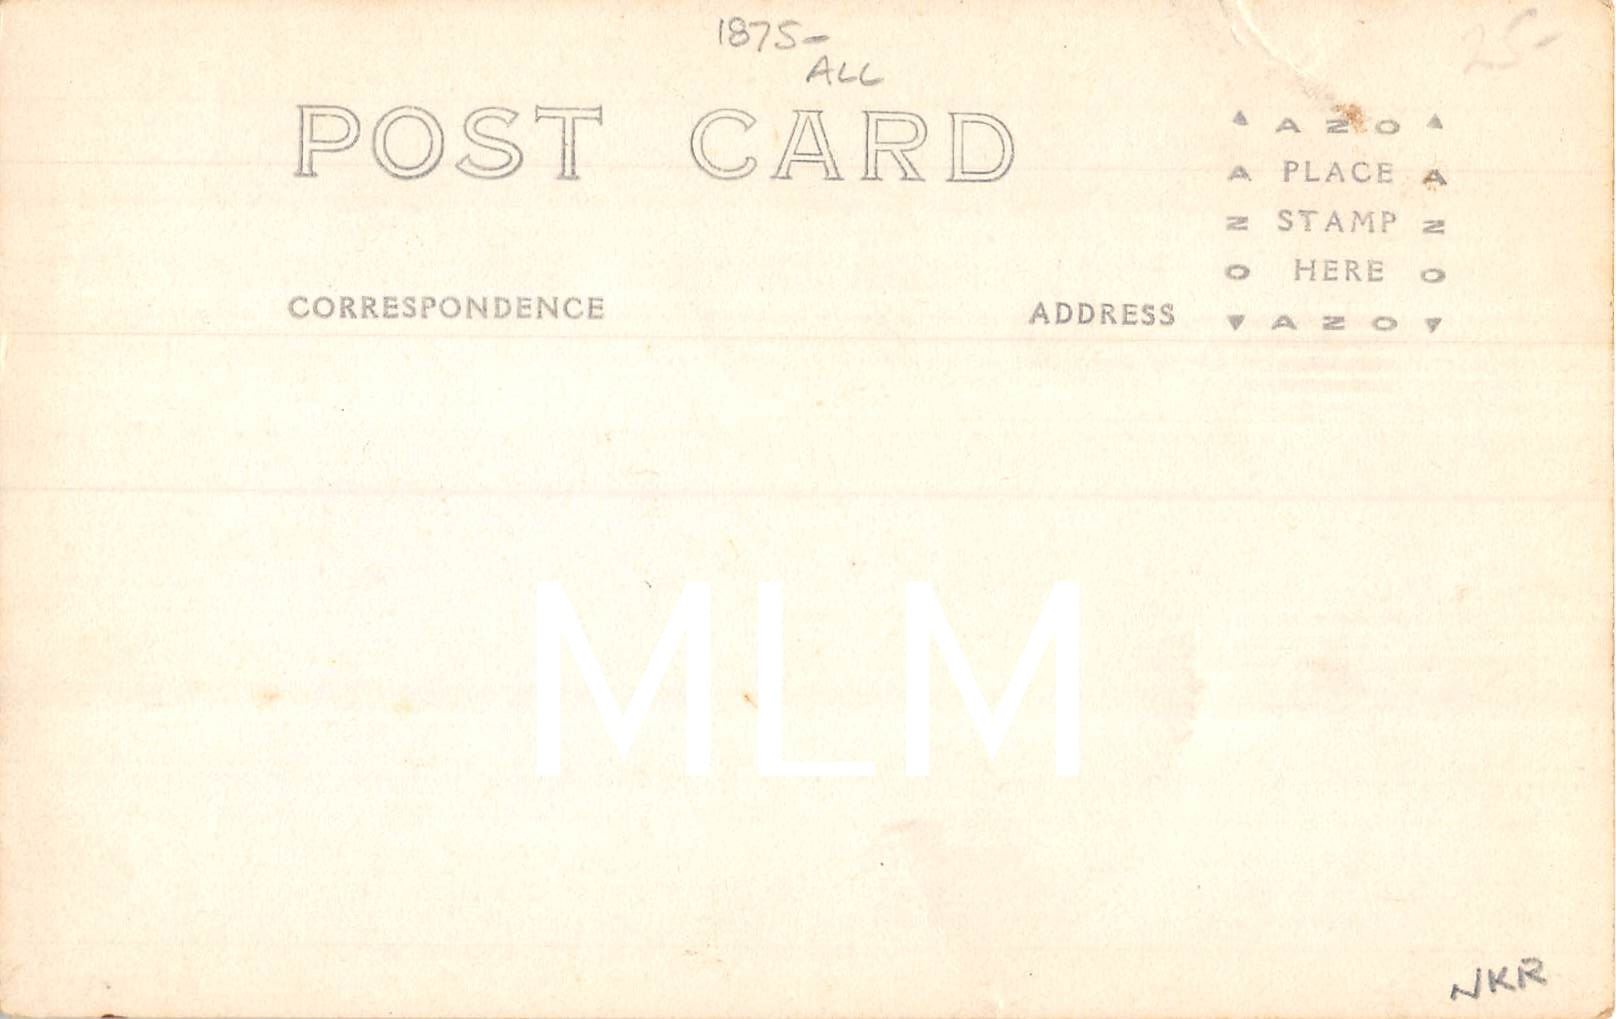 1875-
ALL
25-
POST CARD
AZO
A PLACE A
Z STAMP Z
O HERE O
AZO
CORRESPONDENCE
ADDRESS
MLM
NKR